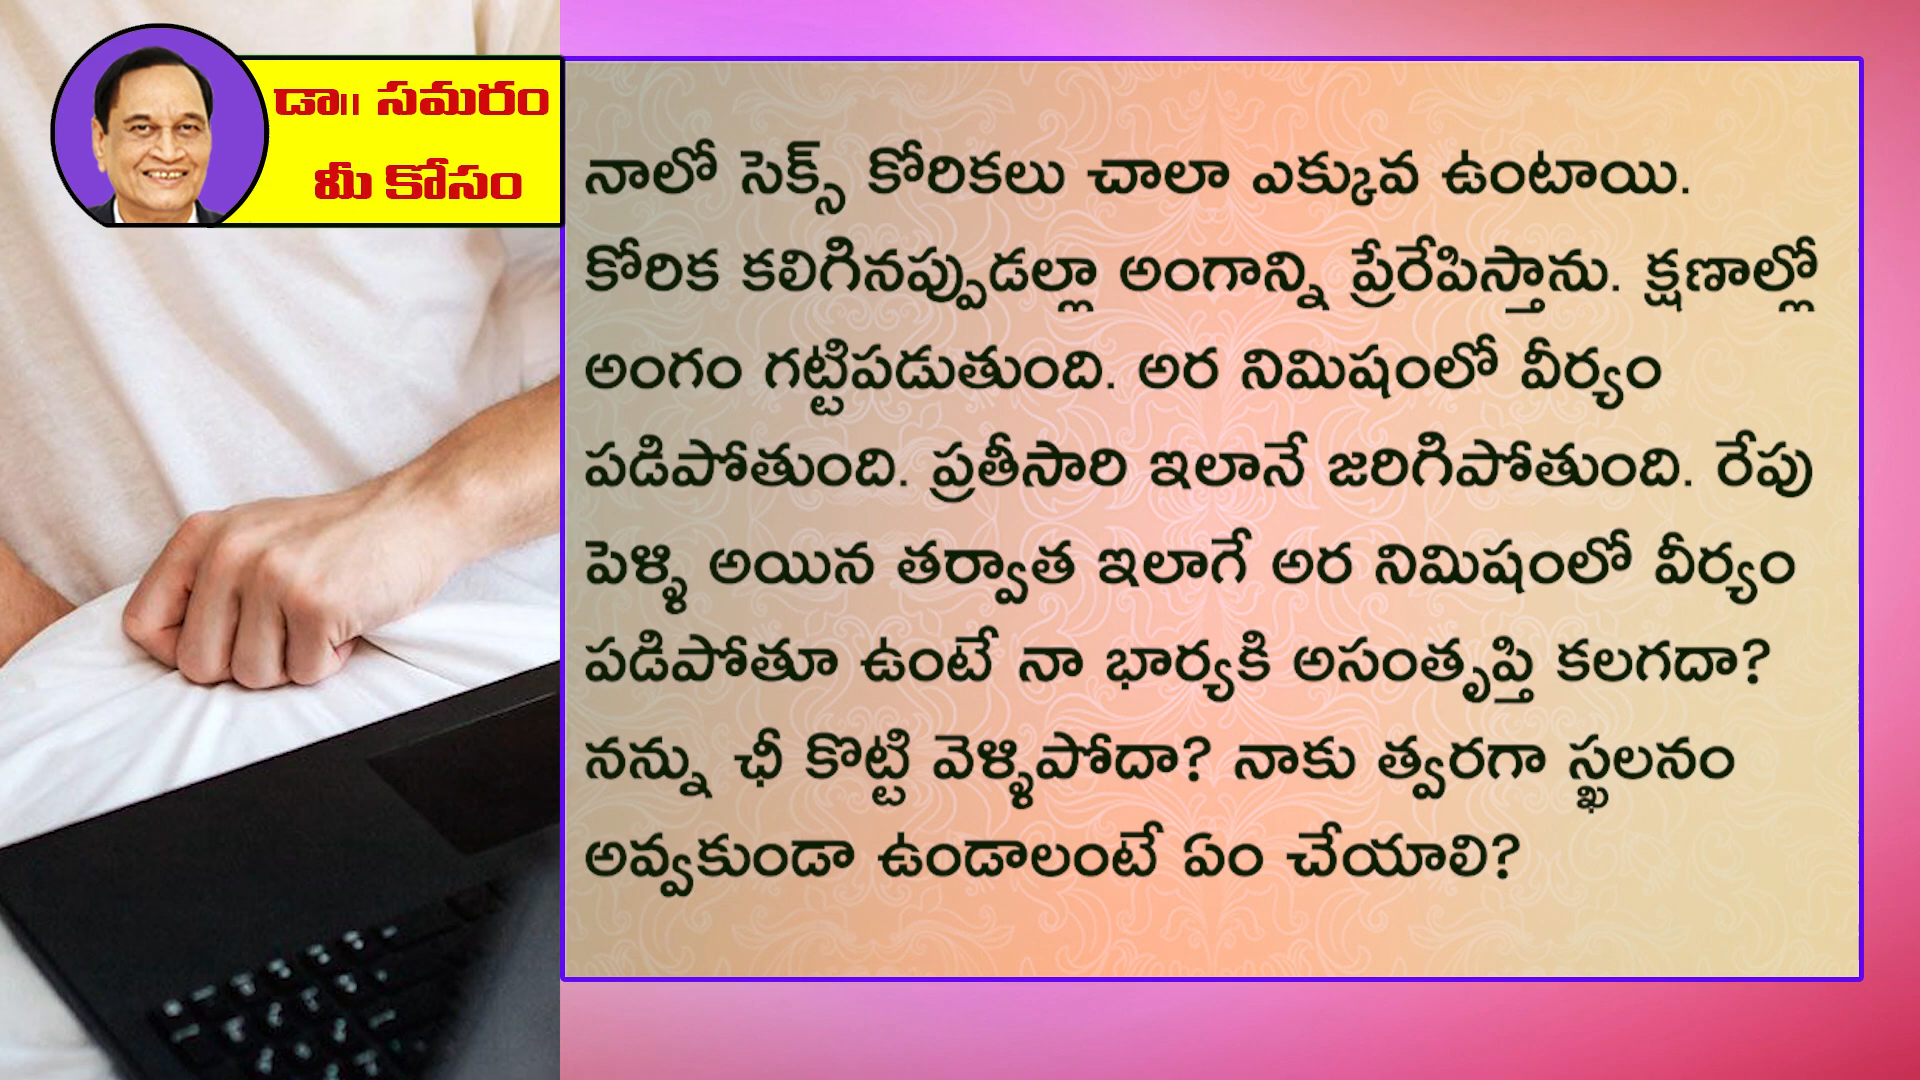 డా॥ సమరం
మీ కోసం
నాలో సెక్స్ కోరికలు చాలా ఎక్కువ ఉంటాయి.
కోరిక కలిగినప్పుడల్లా అంగాన్ని ప్రేరేపిస్తాను. క్షణాల్లో
అంగం గట్టిపడుతుంది. అర నిమిషంలో వీర్యం
పడిపోతుంది. ప్రతీసారి ఇలానే జరిగిపోతుంది. రేపు
పెళ్ళి అయిన తర్వాత ఇలాగే అర నిమిషంలో వీర్యం
పడిపోతూ ఉంటే నా భార్యకి అసంతృప్తి కలగదా?
నన్ను ఛీ కొట్టి వెళ్ళిపోదా? నాకు త్వరగా స్ఖలనం
అవ్వకుండా ఉండాలంటే ఏం చేయాలి?